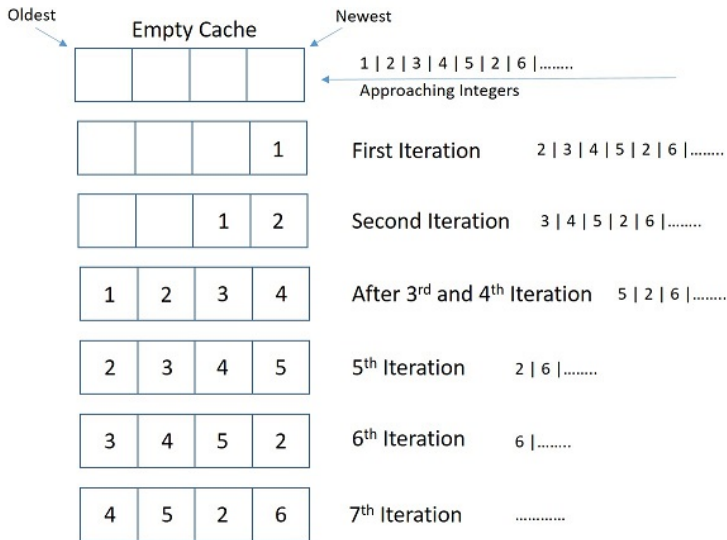 Oldest
Newest
Empty Cache
1 | 2 | 3 | 4 | 5 | 2 | 6 |........
Approaching Integers
1 First Iteration 2 | 3 | 4 | 5 | 2 | 6 |........
1 2 Second Iteration 3 | 4 | 5 | 2 | 6 |........
1 2 3 4 After 3rd and 4th Iteration 5 | 2 | 6 |........
2 3 4 5 5th Iteration 2 | 6 |........
3 4 5 2 6th Iteration 6 |........
4 5 2 6 7th Iteration ............